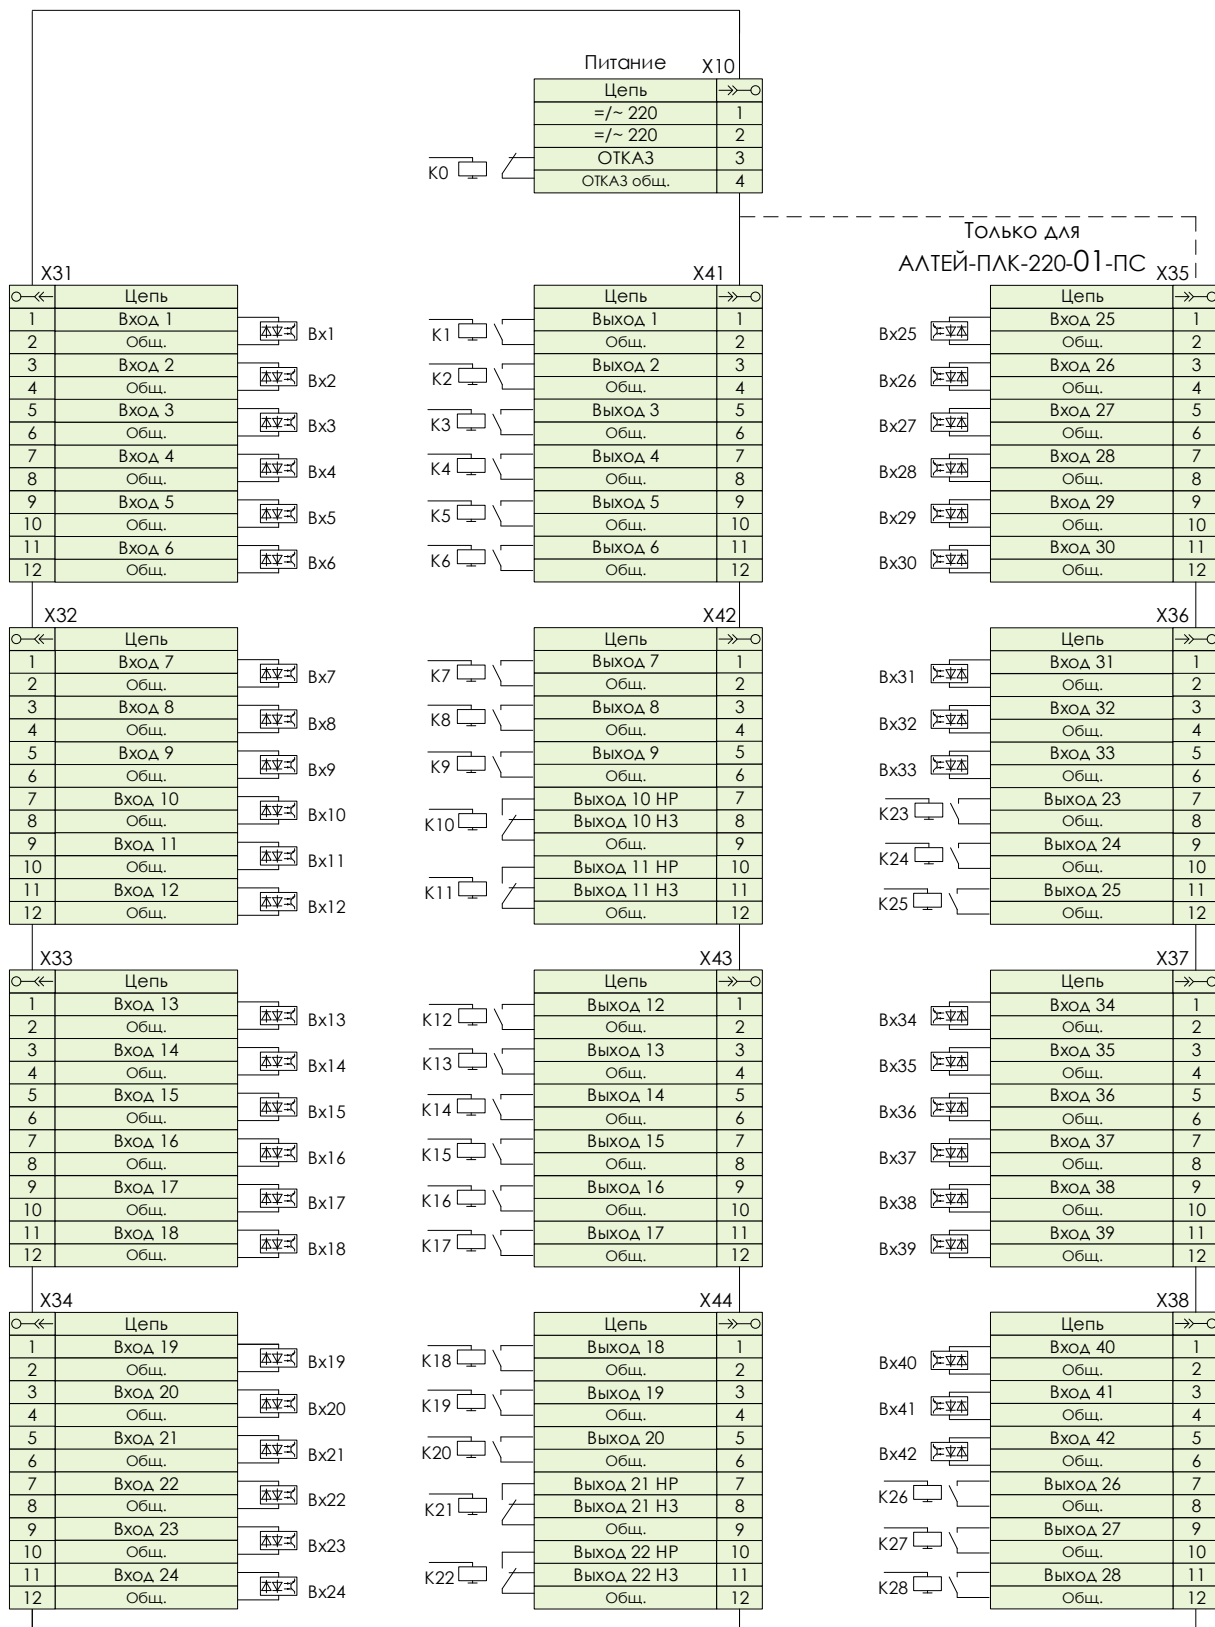 Питание X10
Цепь
=/~ 220 1
=/~ 220 2
ОТКАЗ 3
ОТКАЗ общ. 4
K0
Только для
АЛТЕЙ-ПЛК-220-01-ПС
X31
Цепь
1 Вход 1
2 Общ.
3 Вход 2
4 Общ.
5 Вход 3
6 Общ.
7 Вход 4
8 Общ.
9 Вход 5
10 Общ.
11 Вход 6
12 Общ.
Вх1
Вх2
Вх3
Вх4
Вх5
Вх6
X41
Цепь
Выход 1 1
Общ. 2
Выход 2 3
Общ. 4
Выход 3 5
Общ. 6
Выход 4 7
Общ. 8
Выход 5 9
Общ. 10
Выход 6 11
Общ. 12
K1
K2
K3
K4
K5
K6
X35
Цепь
Вход 25 1
Общ. 2
Вход 26 3
Общ. 4
Вход 27 5
Общ. 6
Вход 28 7
Общ. 8
Вход 29 9
Общ. 10
Вход 30 11
Общ. 12
Вх25
Вх26
Вх27
Вх28
Вх29
Вх30
X32
Цепь
1 Вход 7
2 Общ.
3 Вход 8
4 Общ.
5 Вход 9
6 Общ.
7 Вход 10
8 Общ.
9 Вход 11
10 Общ.
11 Вход 12
12 Общ.
Вх7
Вх8
Вх9
Вх10
Вх11
Вх12
X42
Цепь
Выход 7 1
Общ. 2
Выход 8 3
Общ. 4
Выход 9 5
Общ. 6
Выход 10 НР 7
Выход 10 НЗ 8
Общ. 9
Выход 11 НР 10
Выход 11 НЗ 11
Общ. 12
K7
K8
K9
K10
K11
X36
Цепь
Вход 31 1
Общ. 2
Вход 32 3
Общ. 4
Вход 33 5
Общ. 6
Выход 23 7
Общ. 8
Выход 24 9
Общ. 10
Выход 25 11
Общ. 12
Вх31
Вх32
Вх33
K23
K24
K25
X33
Цепь
1 Вход 13
2 Общ.
3 Вход 14
4 Общ.
5 Вход 15
6 Общ.
7 Вход 16
8 Общ.
9 Вход 17
10 Общ.
11 Вход 18
12 Общ.
Вх13
Вх14
Вх15
Вх16
Вх17
Вх18
X43
Цепь
Выход 12 1
Общ. 2
Выход 13 3
Общ. 4
Выход 14 5
Общ. 6
Выход 15 7
Общ. 8
Выход 16 9
Общ. 10
Выход 17 11
Общ. 12
K12
K13
K14
K15
K16
K17
X37
Цепь
Вход 34 1
Общ. 2
Вход 35 3
Общ. 4
Вход 36 5
Общ. 6
Вход 37 7
Общ. 8
Вход 38 9
Общ. 10
Вход 39 11
Общ. 12
Вх34
Вх35
Вх36
Вх37
Вх38
Вх39
X34
Цепь
1 Вход 19
2 Общ.
3 Вход 20
4 Общ.
5 Вход 21
6 Общ.
7 Вход 22
8 Общ.
9 Вход 23
10 Общ.
11 Вход 24
12 Общ.
Вх19
Вх20
Вх21
Вх22
Вх23
Вх24
X44
Цепь
Выход 18 1
Общ. 2
Выход 19 3
Общ. 4
Выход 20 5
Общ. 6
Выход 21 НР 7
Выход 21 НЗ 8
Общ. 9
Выход 22 НР 10
Выход 22 НЗ 11
Общ. 12
K18
K19
K20
K21
K22
X38
Цепь
Вход 40 1
Общ. 2
Вход 41 3
Общ. 4
Вход 42 5
Общ. 6
Выход 26 7
Общ. 8
Выход 27 9
Общ. 10
Выход 28 11
Общ. 12
Вх40
Вх41
Вх42
K26
K27
K28